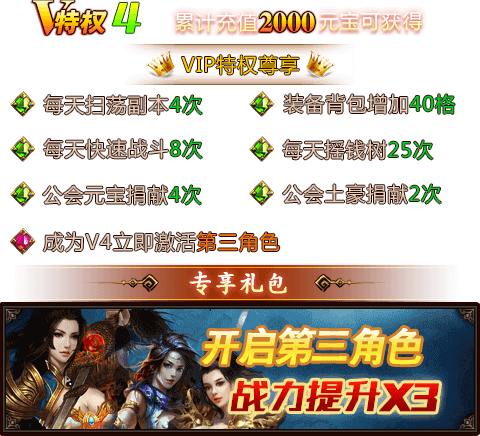 V特权4 累计充值2000元宝可获得
VIP特权尊享
每天扫荡副本4次 装备背包增加40格
每天快速战斗8次 每天摇钱树25次
公会元宝捐献4次 公会土豪捐献2次
成为V4立即激活第三角色
专享礼包
开启第三角色
战力提升X3